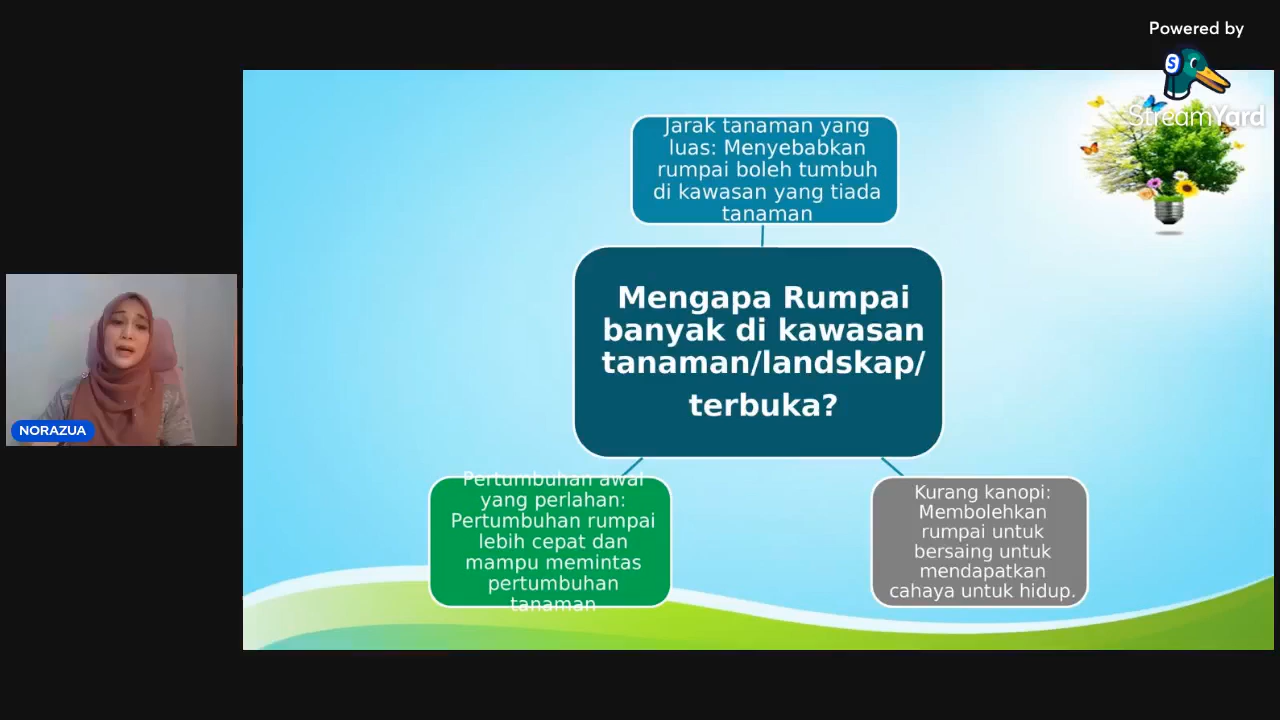 Powered by
S
StreamYard
Jarak tanaman yang
luas: Menyebabkan
rumpai boleh tumbuh
di kawasan yang tiada
tanaman
Mengapa Rumpai
banyak di kawasan
tanaman/landskap/
terbuka?
NORAZUA
Pertumbuhan awal
yang perlahan:
Pertumbuhan rumpai
lebih cepat dan
mampu memintas
pertumbuhan
tanaman
Kurang kanopi:
Membolehkan
rumpai untuk
bersaing untuk
mendapatkan
cahaya untuk hidup.